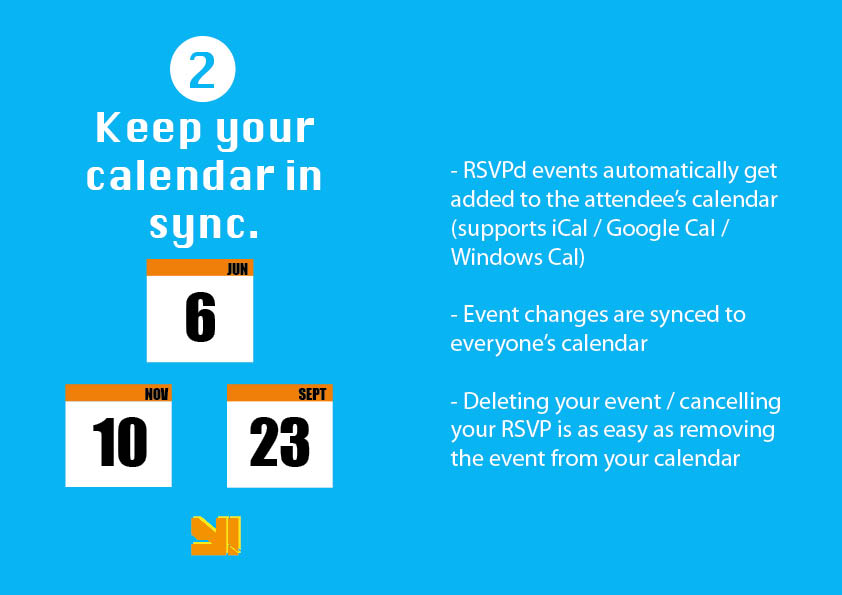 2
Keep your
calendar in
sync.
JUN
6
NOV
10
SEPT
23
- RSVPd events automatically get
added to the attendee’s calendar
(supports iCal / Google Cal /
Windows Cal)
- Event changes are synced to
everyone’s calendar
- Deleting your event / cancelling
your RSVP is as easy as removing
the event from your calendar